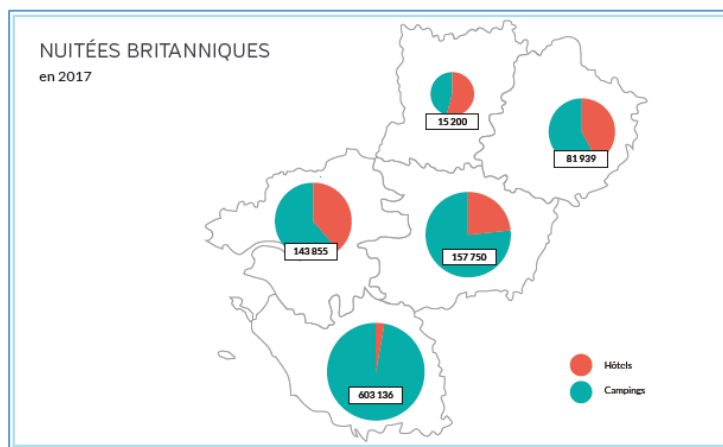 NUITÉES BRITANNIQUES
en 2017
15 200
81 939
143 855
157 750
603 136
Hôtels
Campings